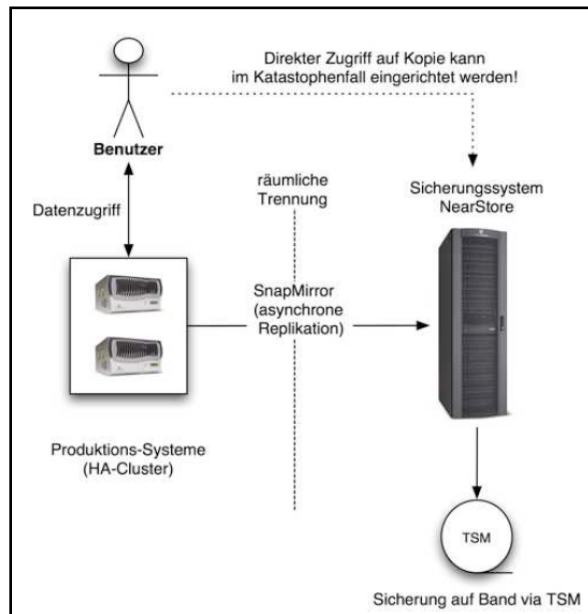 Direkter Zugriff auf Kopie kann
im Katastophenfall eingerichtet werden!
Benutzer
räumliche
Trennung
Sicherungssystem
NearStore
Datenzugriff
SnapMirror
(asynchrone
Replikation)
Produktions-Systeme
(HA-Cluster)
TSM
Sicherung auf Band via TSM